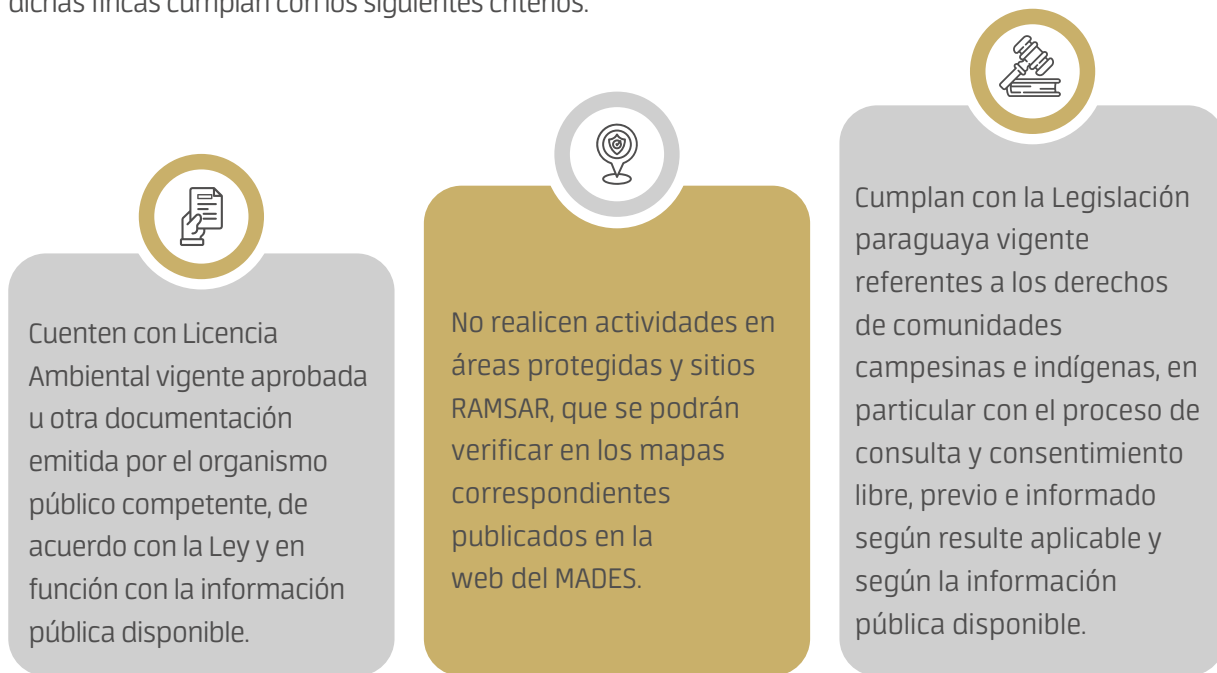 dichas fincas cumplan con los siguientes criterios:
Cuenten con Licencia
Ambiental vigente aprobada
u otra documentación
emitida por el organismo
público competente, de
acuerdo con la Ley y en
función con la información
pública disponible.
No realicen actividades en
áreas protegidas y sitios
RAMSAR, que se podrán
verificar en los mapas
correspondientes
publicados en la
web del MADES.
Cumplan con la Legislación
paraguaya vigente
referentes a los derechos
de comunidades
campesinas e indígenas, en
particular con el proceso de
consulta y consentimiento
libre, previo e informado
según resulte aplicable y
según la información
pública disponible.